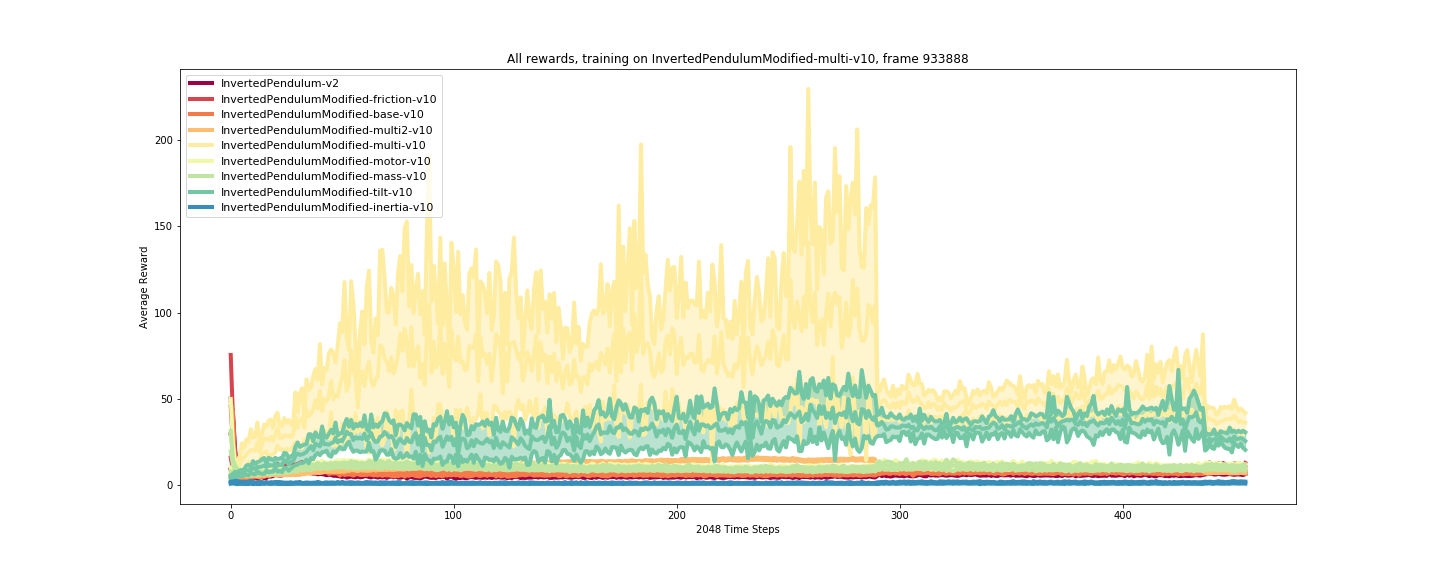 All rewards, training on InvertedPendulumModified-multi-v10, frame 933888
InvertedPendulum-v2
InvertedPendulumModified-friction-v10
InvertedPendulumModified-base-v10
InvertedPendulumModified-multi2-v10
InvertedPendulumModified-multi-v10
InvertedPendulumModified-motor-v10
InvertedPendulumModified-mass-v10
InvertedPendulumModified-tilt-v10
InvertedPendulumModified-inertia-v10
Average Reward
200
150
100
50
0
0 100 200 300 400
2048 Time Steps